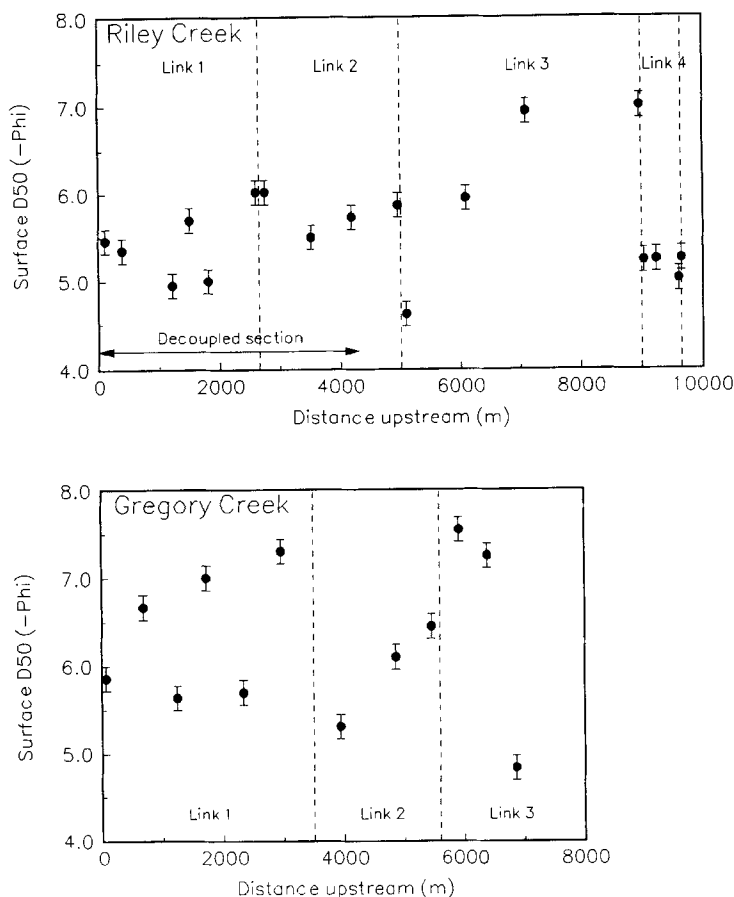 8.0
Riley Creek
Link 1
Link 2
Link 3
Link 4
7.0
6.0
5.0
4.0
Surface D50 (-Phi)
Decoupled section
0
2000
4000
6000
8000
10000
Distance upstream (m)
8.0
Gregory Creek
7.0
6.0
5.0
4.0
Surface D50 (-Phi)
Link 1
Link 2
Link 3
0
2000
4000
6000
8000
Distance upstream (m)